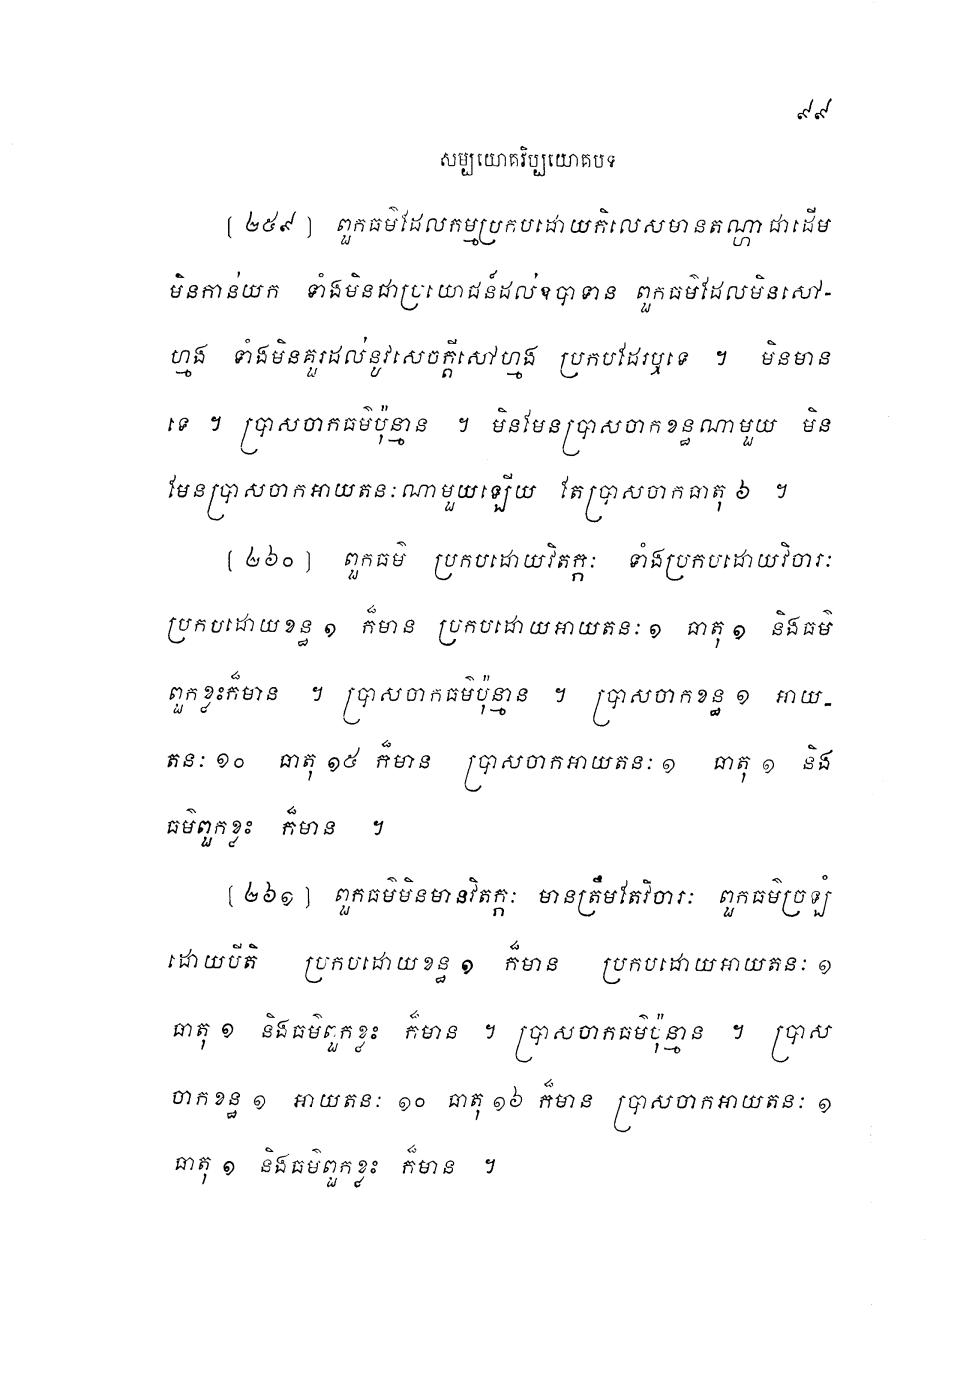 ៩៩
សម្បយោគវិប្បយោគបទ
[ ២៥៩ ] ពួកធម៌ដែលកម្មប្រកបដោយកិលេសមានតណ្ហាជាដើម
មិនកាន់យក ទាំងមិនជាប្រយោជន៍ដល់ឧបាទាន ពួកធម៌ដែលមិនសៅ-
ហ្មង ទាំងមិនគួរដល់នូវសេចក្តីសៅហ្មង ប្រកបដែរឬទេ ។ មិនមាន
ទេ ។ ប្រាសចាកធម៌ប៉ុន្មាន ។ មិនមែនប្រាសចាកខន្ធណាមួយ មិន
មែនប្រាសចាកអាយតនៈណាមួយឡើយ តែប្រាសចាកធាតុ ៦ ។
[ ២៦០ ] ពួកធម៌ ប្រកបដោយវិតក្កៈ ទាំងប្រកបដោយវិចារៈ
ប្រកបដោយខន្ធ ១ ក៏មាន ប្រកបដោយអាយតនៈ ១ ធាតុ ១ និងធម៌
ពួកខ្លះក៏មាន ។ ប្រាសចាកធម៌ប៉ុន្មាន ។ ប្រាសចាកខន្ធ ១ អាយ-
តនៈ ១០ ធាតុ ១៥ ក៏មាន ប្រាសចាកអាយតនៈ ១ ធាតុ ១ និង
ធម៌ពួកខ្លះ ក៏មាន ។
[ ២៦១ ] ពួកធម៌មិនមានវិតក្កៈ មានត្រឹមតែវិចារៈ ពួកធម៌ច្រឡំ
ដោយបីតិ ប្រកបដោយខន្ធ ១ ក៏មាន ប្រកបដោយអាយតនៈ ១
ធាតុ ១ និងធម៌ពួកខ្លះ ក៏មាន ។ ប្រាសចាកធម៌ប៉ុន្មាន ។ ប្រាស
ចាកខន្ធ ១ អាយតនៈ ១០ ធាតុ ១៦ ក៏មាន ប្រាសចាកអាយតនៈ ១
ធាតុ ១ និងធម៌ពួកខ្លះ ក៏មាន ។